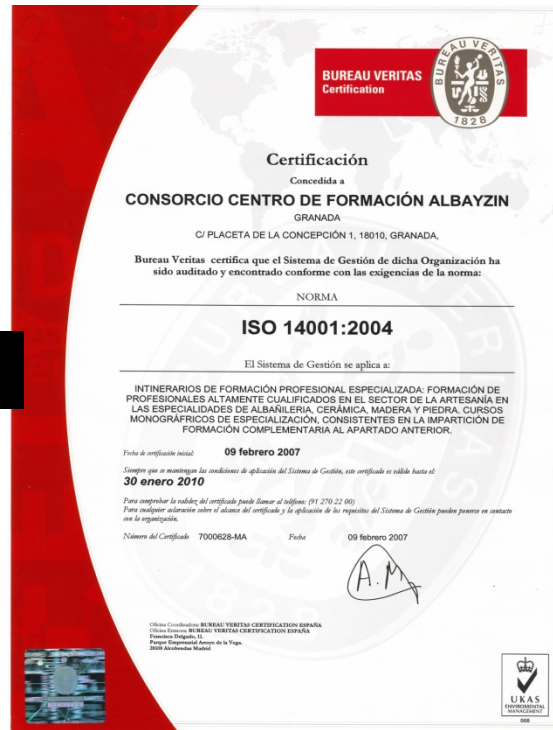 BUREAU VERITAS
Certification
BUREAU VERITAS
1828
Certificación
Concedida a
CONSORCIO CENTRO DE FORMACIÓN ALBAYZIN
GRANADA
C/ PLACETA DE LA CONCEPCIÓN 1, 18010, GRANADA,
Bureau Veritas certifica que el Sistema de Gestión de dicha Organización ha
sido auditado y encontrado conforme con las exigencias de la norma:
NORMA
ISO 14001:2004
El Sistema de Gestión se aplica a:
INTINERARIOS DE FORMACIÓN PROFESIONAL ESPECIALIZADA: FORMACIÓN DE
PROFESIONALES ALTAMENTE CUALIFICADOS EN EL SECTOR DE LA ARTESANÍA EN
LAS ESPECIALIDADES DE ALBAÑILERIA, CERÁMICA, MADERA Y PIEDRA. CURSOS
MONOGRÁFRICOS DE ESPECIALIZACIÓN, CONSISTENTES EN LA IMPARTICIÓN DE
FORMACIÓN COMPLEMENTARIA AL APARTADO ANTERIOR.
Fecha de certificación inicial: 09 febrero 2007
Siempre que se mantengan las condiciones de aplicación del Sistema de Gestión, este certificado es válido hasta el:
30 enero 2010
Para comprobar la validez del certificado puede llamar al teléfono: (91 270 22 00)
Para cualquier aclaración sobre el alcance del certificado y la aplicación de los requisitos del Sistema de Gestión pueden ponerse en contacto
con la organización.
Número del Certificado 7000628-MA Fecha 09 febrero 2007
A.M
Oficina Coordinadora: BUREAU VERITAS CERTIFICATION ESPAÑA
Oficina Emisora: BUREAU VERITAS CERTIFICATION ESPAÑA
Francisca Delgado, 11.
Parque Empresarial Arroyo de la Vega.
28108 Alcobendas Madrid
UKAS
ENVIRONMENTAL
MANAGEMENT
008